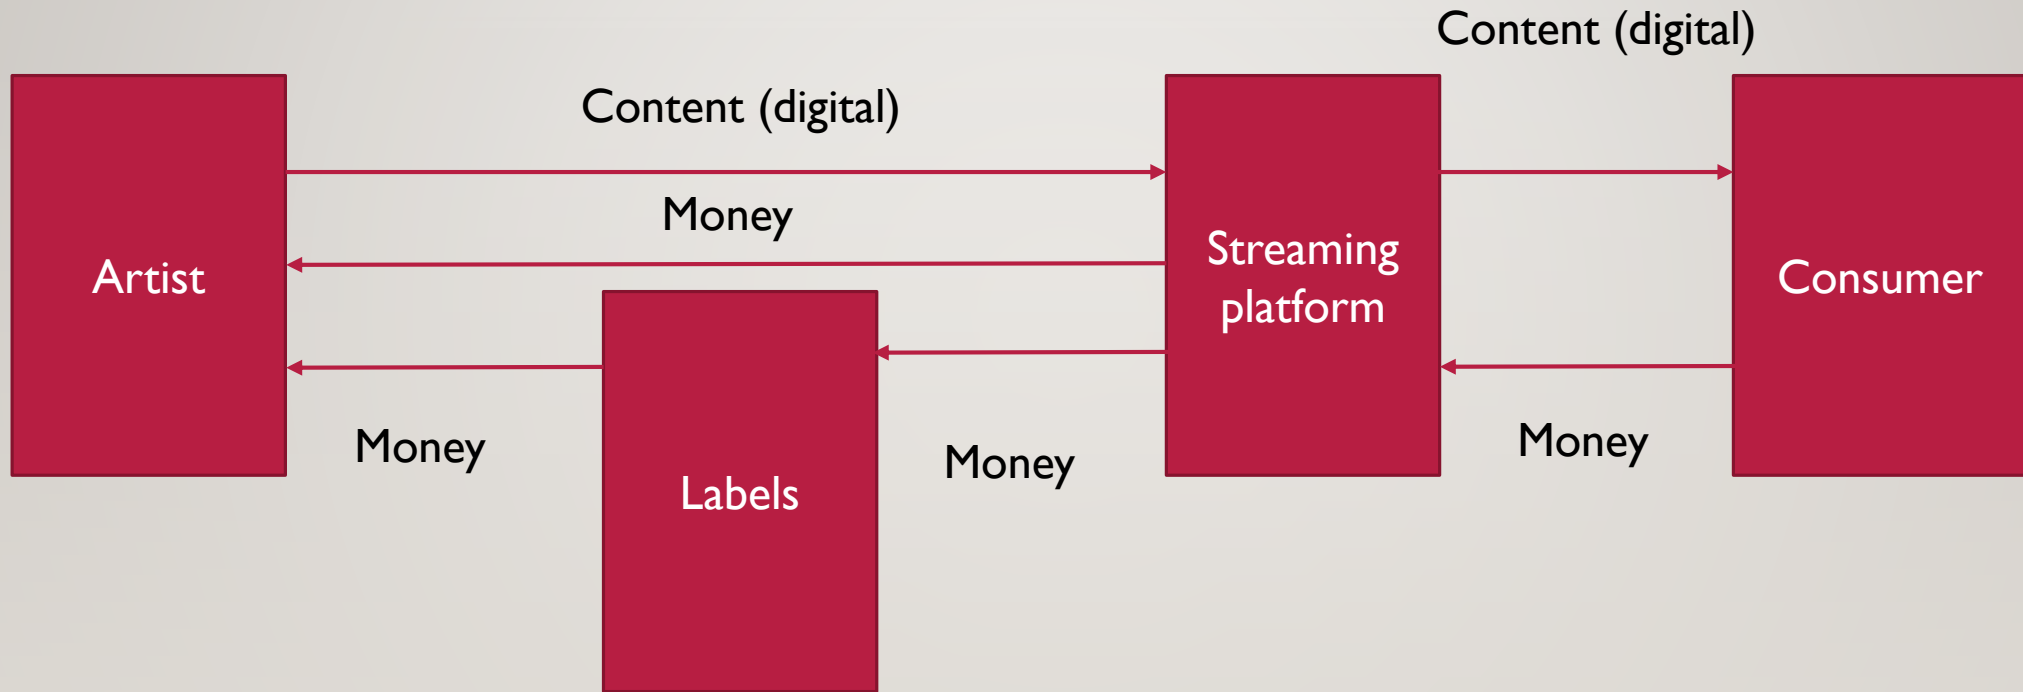 Content (digital)
Content (digital)
Money
Artist
Streaming
platform
Consumer
Money
Money
Money
Labels